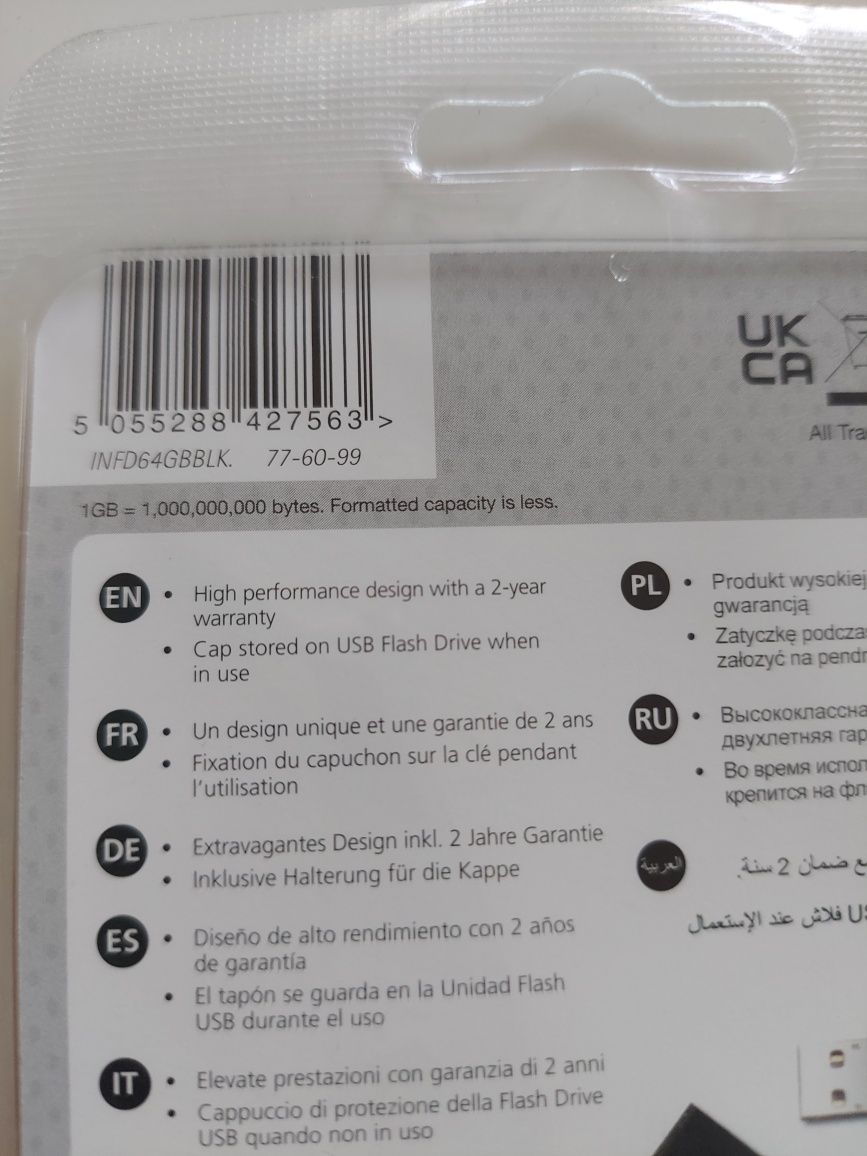 5 055288 427563 >
INFD64GBBLK. 77-60-99
UK
CA
All Tra
1GB = 1,000,000,000 bytes. Formatted capacity is less.
EN
• High performance design with a 2-year
warranty
• Cap stored on USB Flash Drive when
in use
FR
• Un design unique et une garantie de 2 ans
• Fixation du capuchon sur la clé pendant
l'utilisation
DE
• Extravagantes Design inkl. 2 Jahre Garantie
• Inklusive Halterung für die Kappe
ES
• Diseño de alto rendimiento con 2 años
de garantía
• El tapón se guarda en la Unidad Flash
USB durante el uso
IT
• Elevate prestazioni con garanzia di 2 anni
• Cappuccio di protezione della Flash Drive
USB quando non in uso
PL
• Produkt wysokiej
gwarancją
• Zatyczkę podcza
załozyć na pend
RU
• Высококлассна
двухлетняя гар
• Во время испол
крепится на фл
العربية
ع ضمان 2 سنة.
US فلاش عند الإستعمال